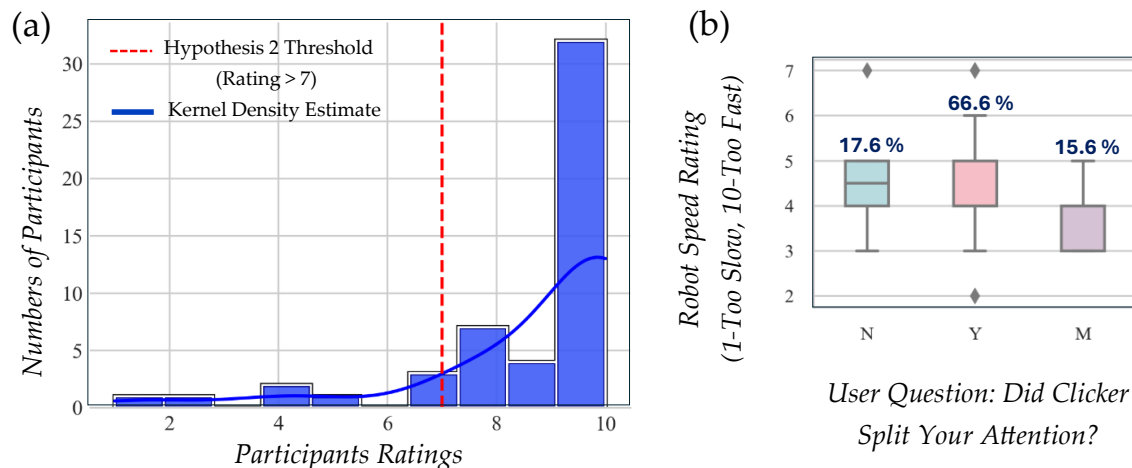 (a)
Hypothesis 2 Threshold
(Rating > 7)
Kernel Density Estimate
Numbers of Participants
30
25
20
15
10
5
0
2
4
6
8
10
Participants Ratings
(b)
Robot Speed Rating
(1-Too Slow, 10-Too Fast)
7
6
5
4
3
2
17.6 %
66.6 %
15.6 %
N
Y
M
User Question: Did Clicker
Split Your Attention?